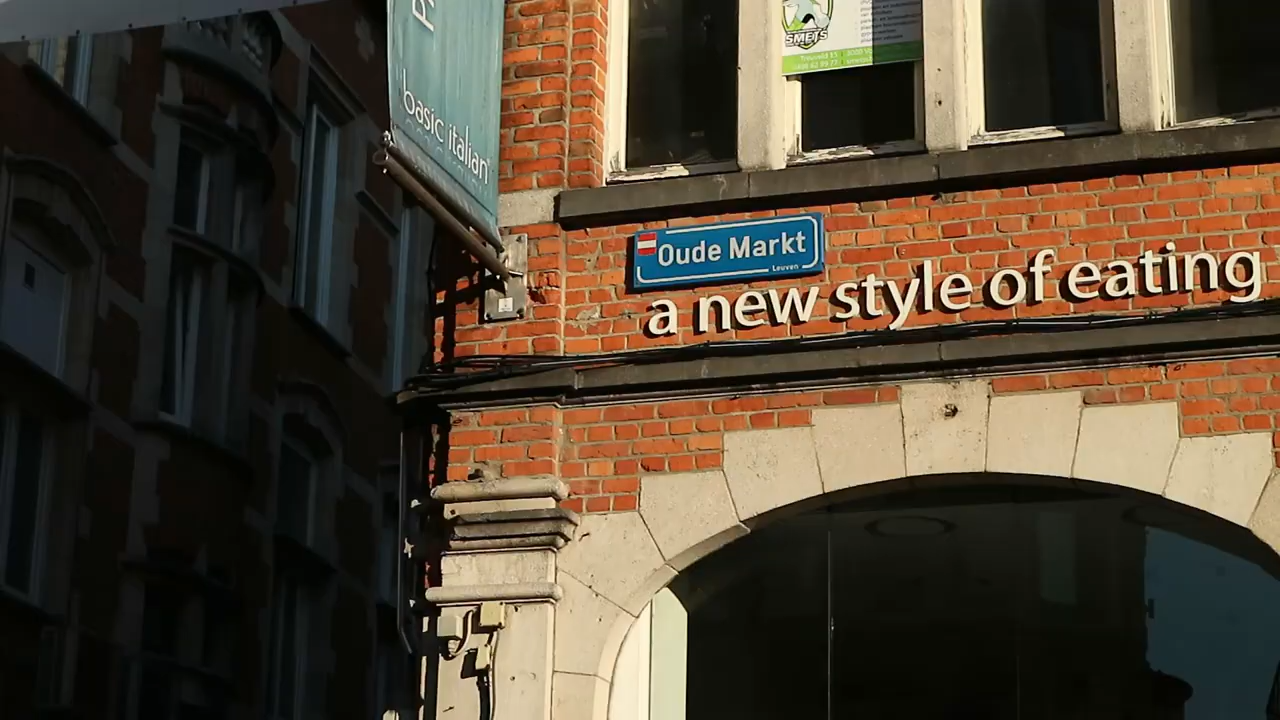 basic italian
SMETS
Oude Markt
Leuven
a new style of eating